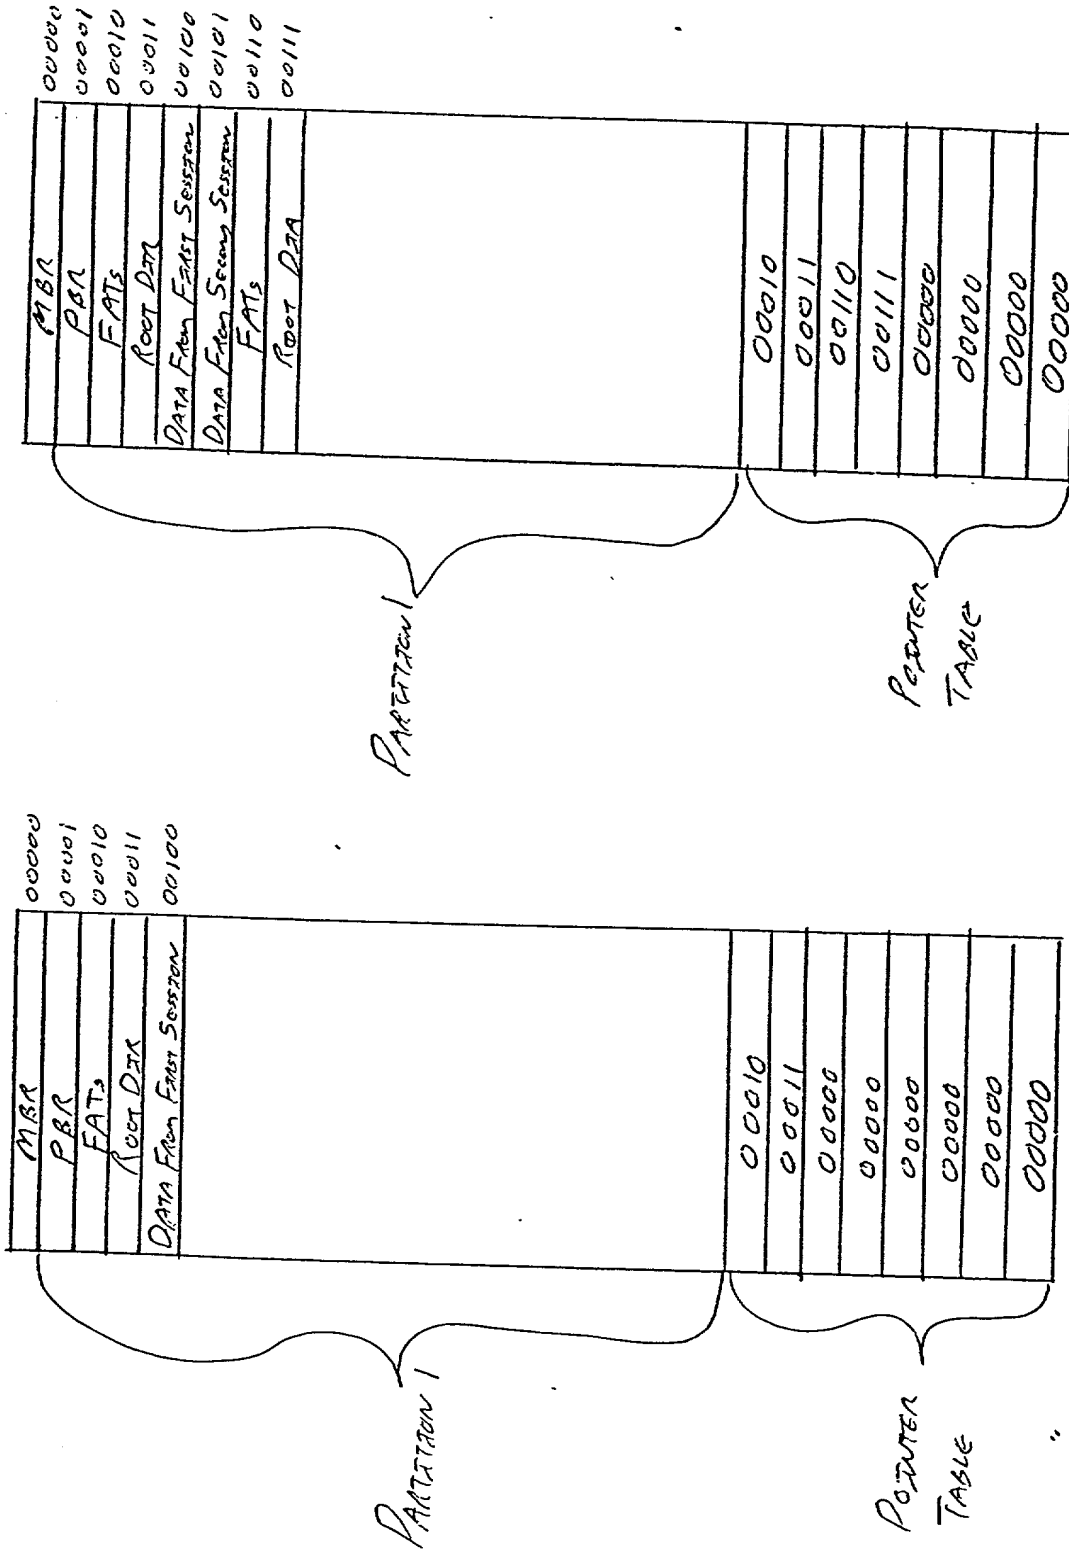 MBR 00000
PBR 00001
FATs 00010
ROOT DIR 00011
DATA FROM FIRST SESSION 00100
PARTITION 1
00010
00011
00000
00000
00000
00000
00000
00000
POINTER
TABLE
MBR 00000
PBR 00001
FATs 00010
ROOT DIR 00011
DATA FROM FIRST SESSION 00100
DATA FROM SECOND SESSION 00101
FATs 00110
ROOT DIR 00111
PARTITION 1
00010
00011
00110
00111
00000
00000
00000
00000
POINTER
TABLE